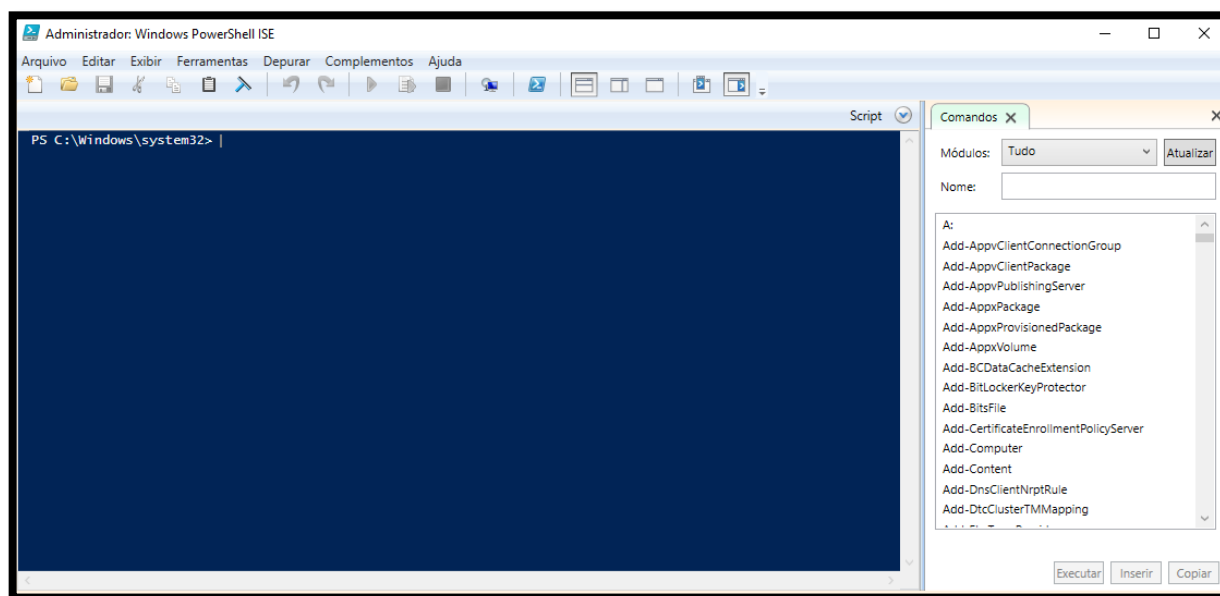 Administrador: Windows PowerShell ISE
Arquivo Editar Exibir Ferramentas Depurar Complementos Ajuda
Script
PS C:\Windows\system32>
Comandos
Módulos: Tudo Atualizar
Nome:
A:
Add-AppvClientConnectionGroup
Add-AppvClientPackage
Add-AppvPublishingServer
Add-AppxPackage
Add-AppxProvisionedPackage
Add-AppxVolume
Add-BCDataCacheExtension
Add-BitLockerKeyProtector
Add-BitsFile
Add-CertificateEnrollmentPolicyServer
Add-Computer
Add-Content
Add-DnsClientNrptRule
Add-DtcClusterTMMapping
Executar Inserir Copiar